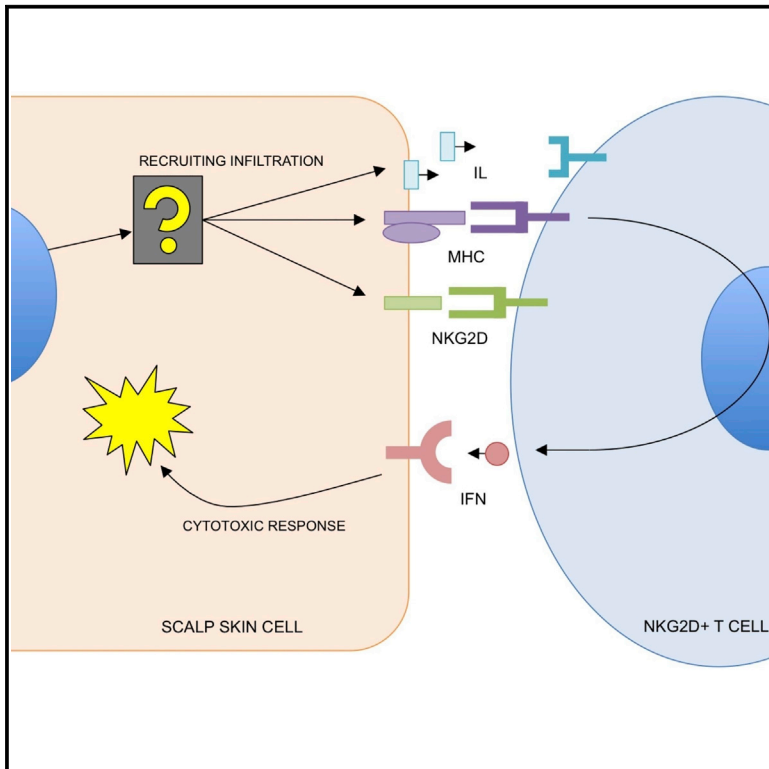 RECRUITING INFILTRATION
?
IL
MHC
NKG2D
IFN
CYTOTOXIC RESPONSE
SCALP SKIN CELL
NKG2D+ T CELL